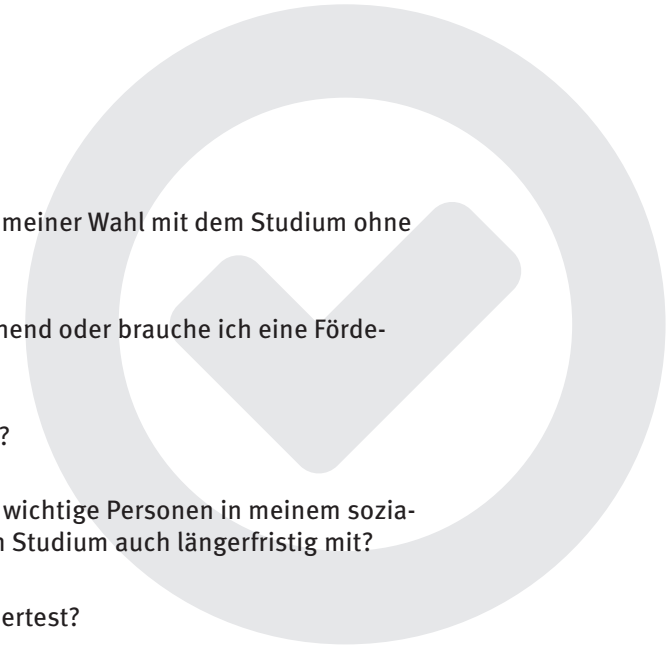 meiner Wahl mit dem Studium ohne
hend oder brauche ich eine Förde-
?
wichtige Personen in meinem sozia-
n Studium auch längerfristig mit?
ertest?